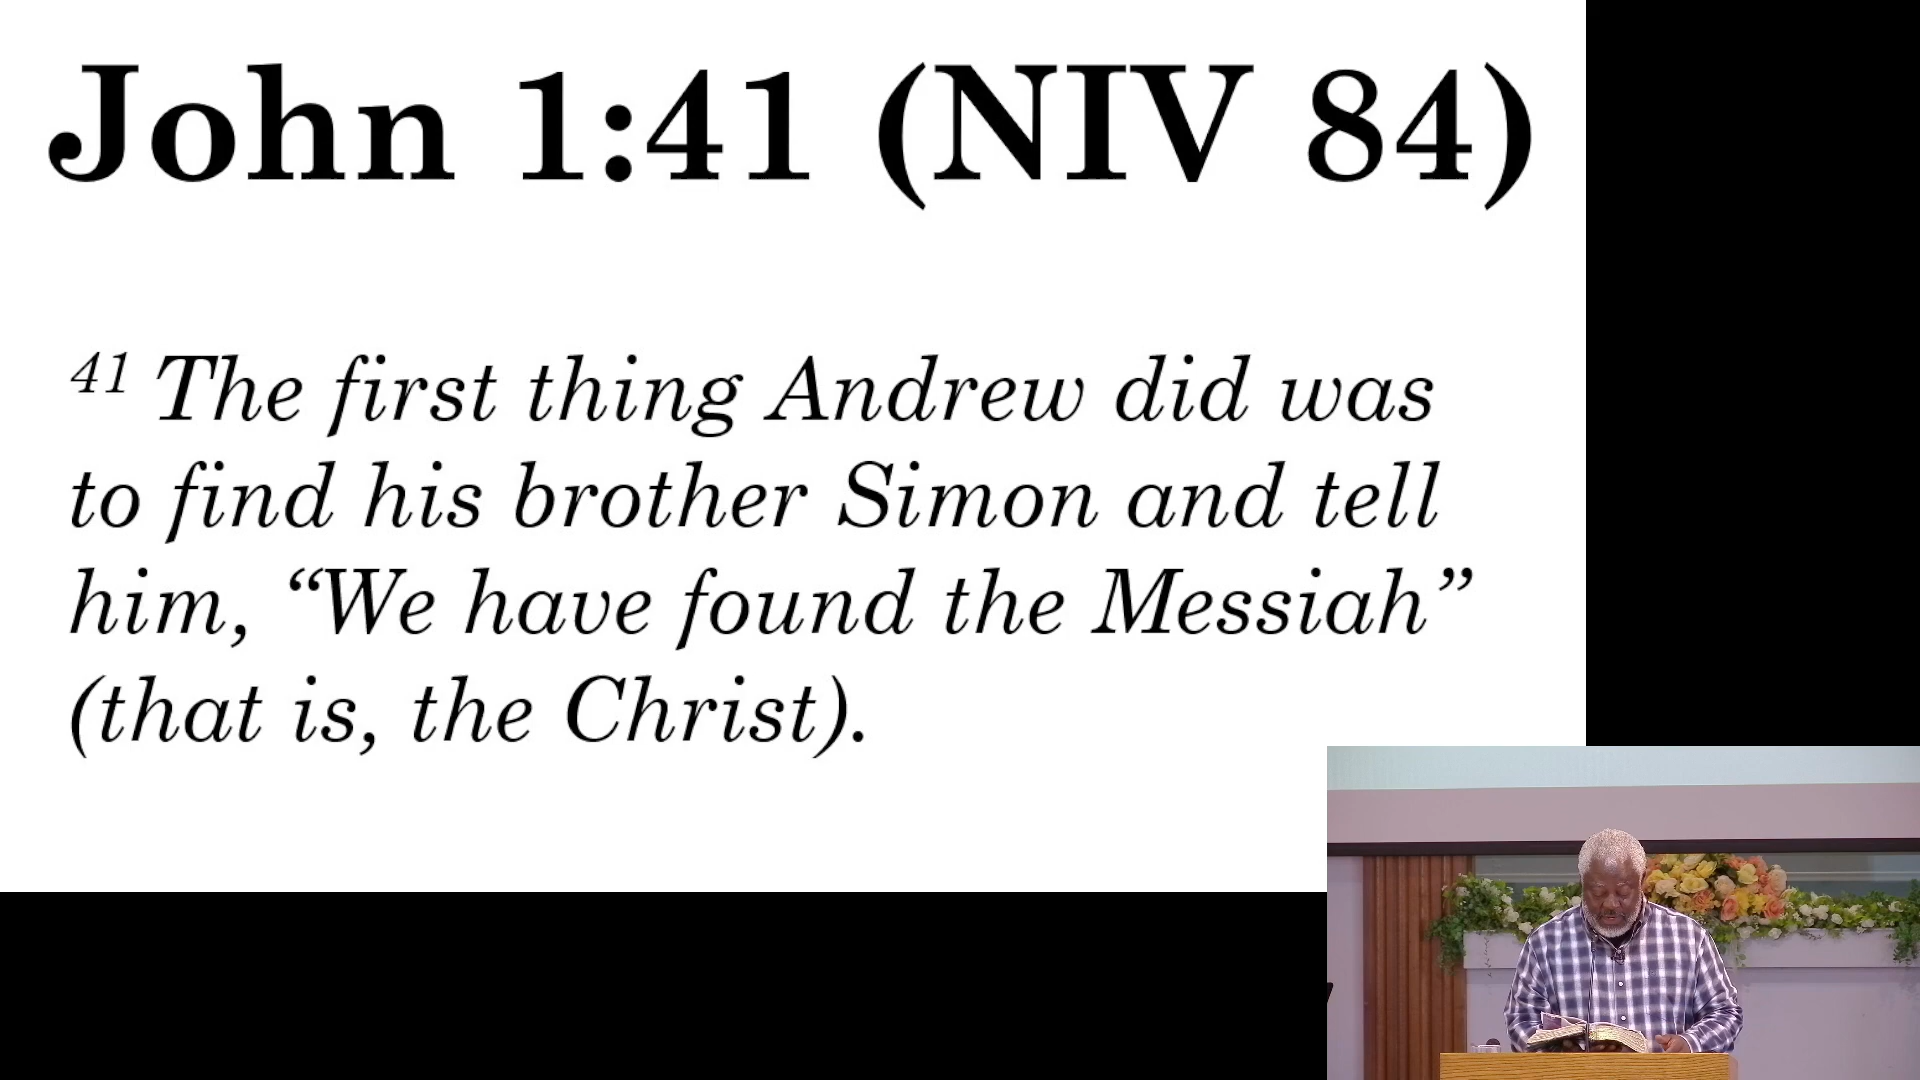 John 1:41 (NIV 84)
41 The first thing Andrew did was
to find his brother Simon and tell
him, “We have found the Messiah”
(that is, the Christ).